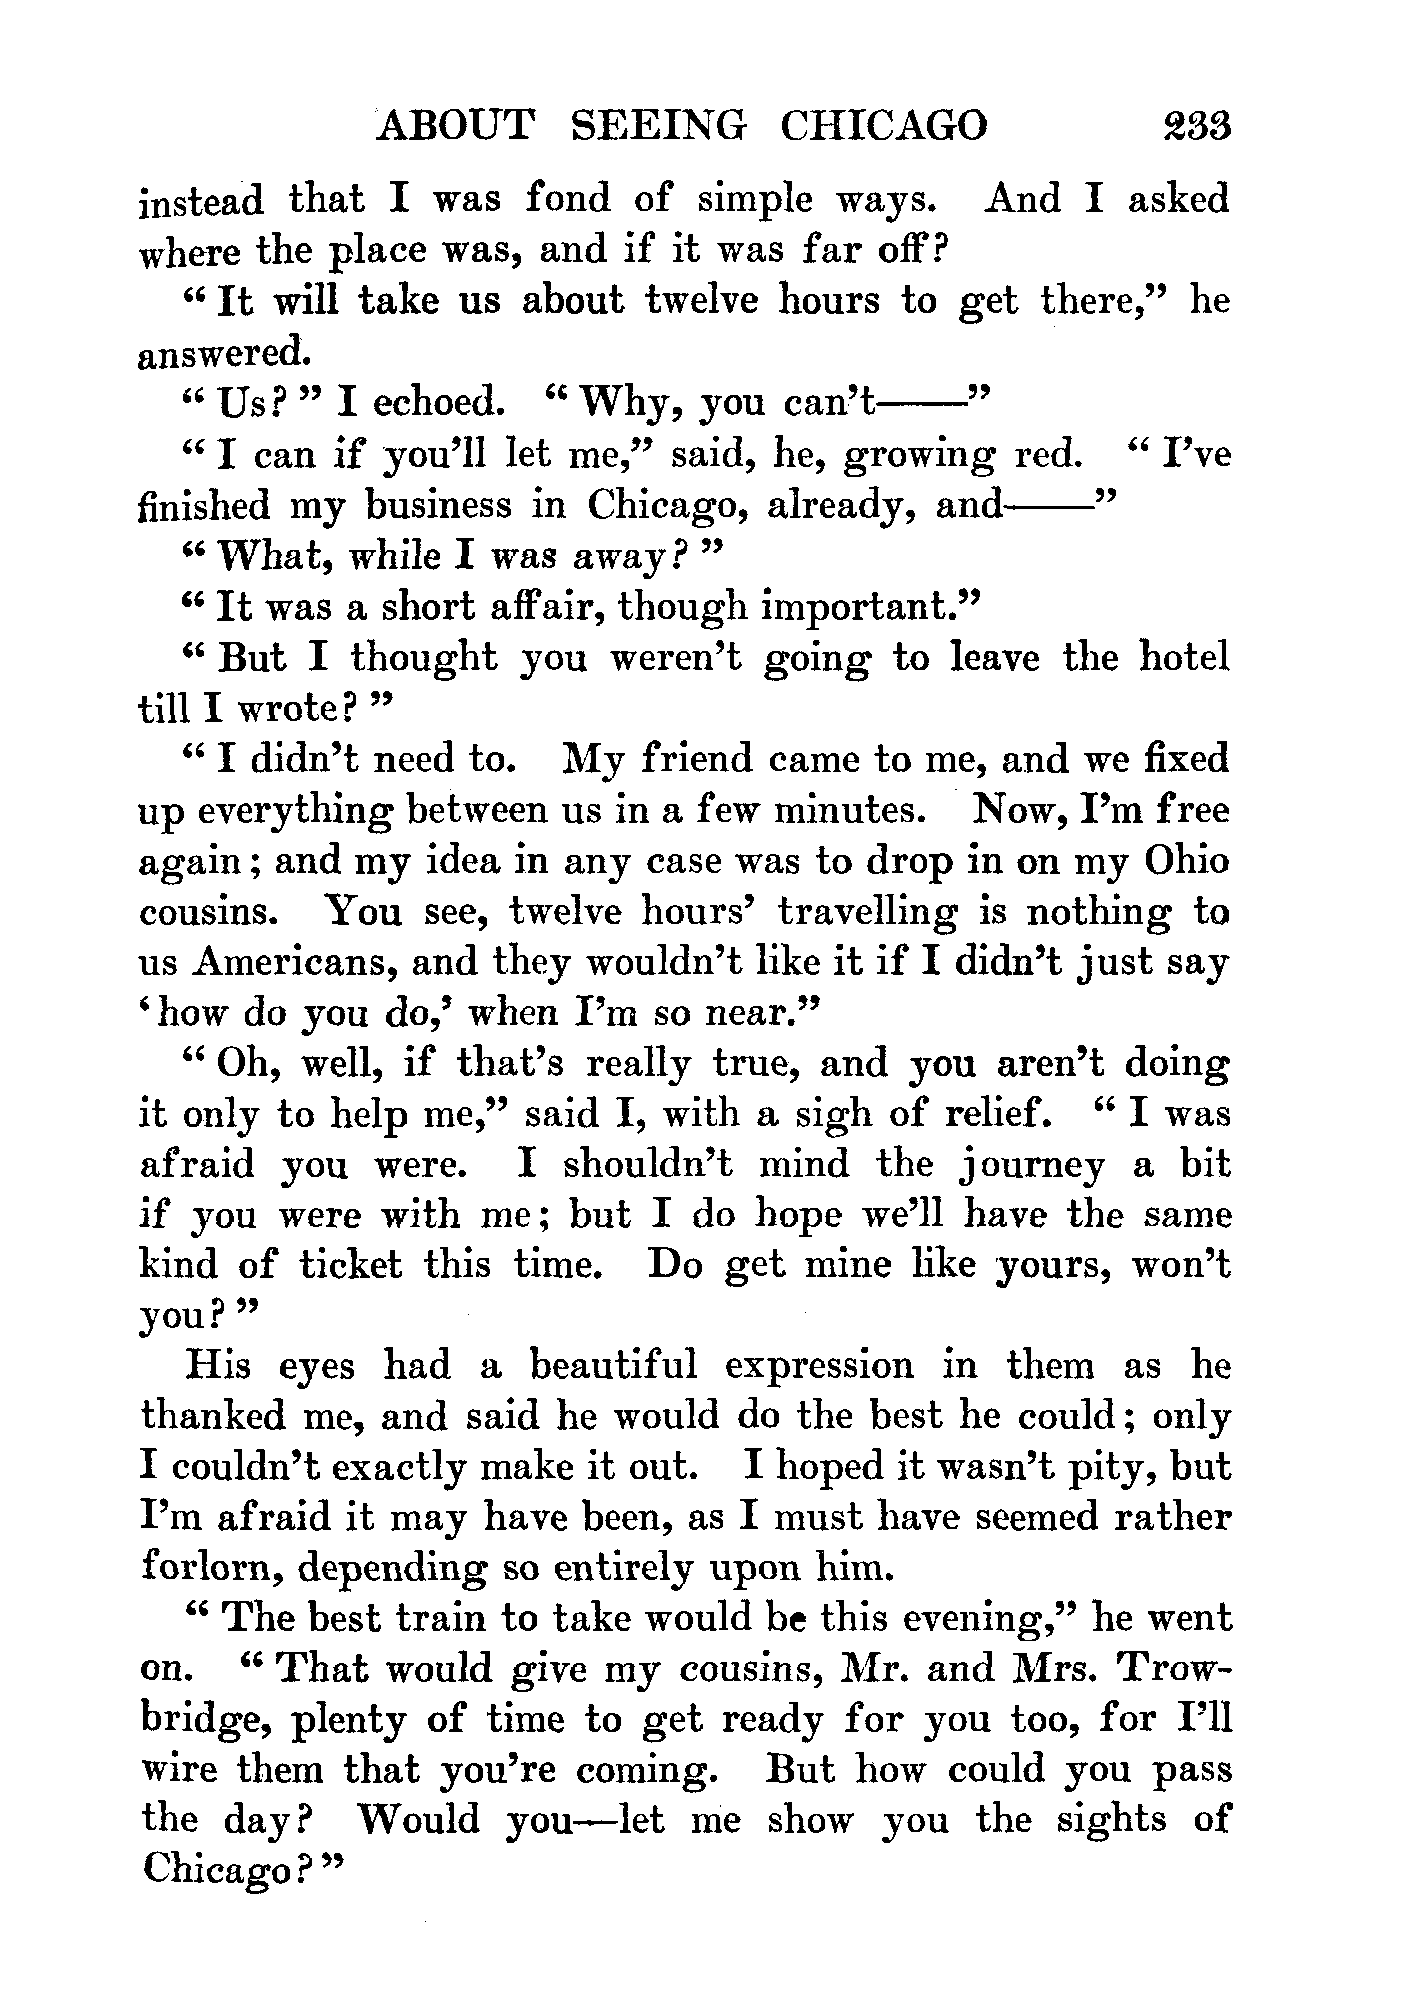 ABOUT SEEING CHICAGO 233
instead that I was fond of simple ways. And I asked
where the place was, and if it was far off?
“ It will take us about twelve hours to get there,” he
answered.
“ Us? ” I echoed. “ Why, you can’t——”
“ I can if you’ll let me,” said, he, growing red. “ I’ve
finished my business in Chicago, already, and——”
“ What, while I was away? ”
“ It was a short affair, though important.”
“ But I thought you weren’t going to leave the hotel
till I wrote? ”
“ I didn’t need to. My friend came to me, and we fixed
up everything between us in a few minutes. Now, I’m free
again; and my idea in any case was to drop in on my Ohio
cousins. You see, twelve hours’ travelling is nothing to
us Americans, and they wouldn’t like it if I didn’t just say
‘how do you do,’ when I’m so near.”
“ Oh, well, if that’s really true, and you aren’t doing
it only to help me,” said I, with a sigh of relief. “ I was
afraid you were. I shouldn’t mind the journey a bit
if you were with me; but I do hope we’ll have the same
kind of ticket this time. Do get mine like yours, won’t
you? ”
His eyes had a beautiful expression in them as he
thanked me, and said he would do the best he could; only
I couldn’t exactly make it out. I hoped it wasn’t pity, but
I’m afraid it may have been, as I must have seemed rather
forlorn, depending so entirely upon him.
“ The best train to take would be this evening,” he went
on. “ That would give my cousins, Mr. and Mrs. Trow-
bridge, plenty of time to get ready for you too, for I’ll
wire them that you’re coming. But how could you pass
the day? Would you—let me show you the sights of
Chicago? ”